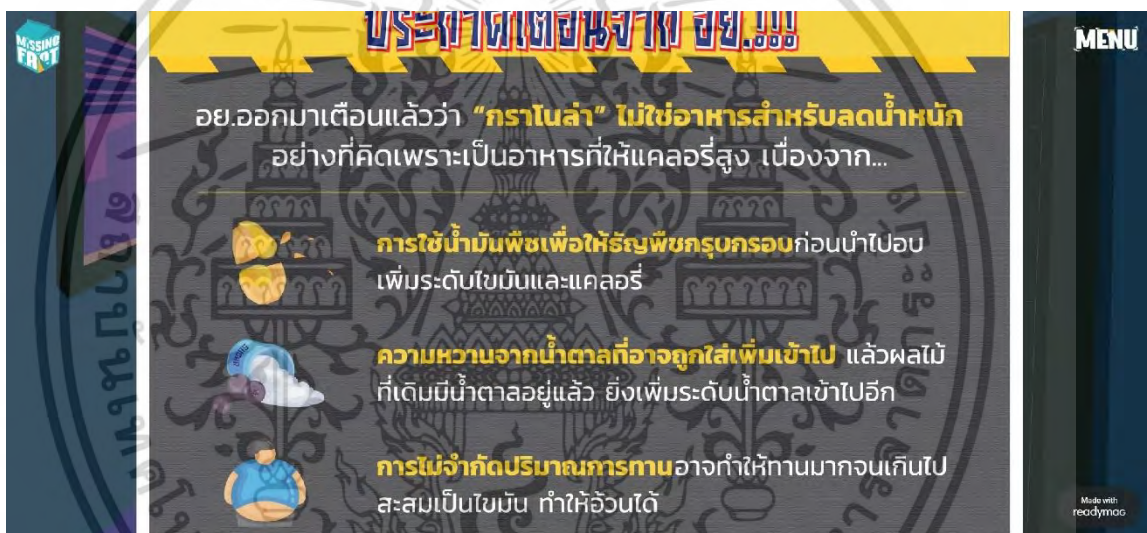 MISSING
FACT
MENU
ประกาศเตือนจาก อย.!!!
อย.ออกมาเตือนแล้วว่า “กราโนล่า” ไม่ใช่อาหารสำหรับลดน้ำหนัก
อย่างที่คิดเพราะเป็นอาหารที่ให้แคลอรี่สูง เนื่องจาก...
การใช้น้ำมันพืชเพื่อให้ธัญพืชกรุบกรอบก่อนนำไปอบ
เพิ่มระดับไขมันและแคลอรี่
ความหวานจากน้ำตาลที่อาจถูกใส่เพิ่มเข้าไป แล้วผลไม้
ที่เดิมมีน้ำตาลอยู่แล้ว ยิ่งเพิ่มระดับน้ำตาลเข้าไปอีก
การไม่จำกัดปริมาณการทานอาจทำให้ทานมากจนเกินไป
สะสมเป็นไขมัน ทำให้อ้วนได้
Made with
readymag